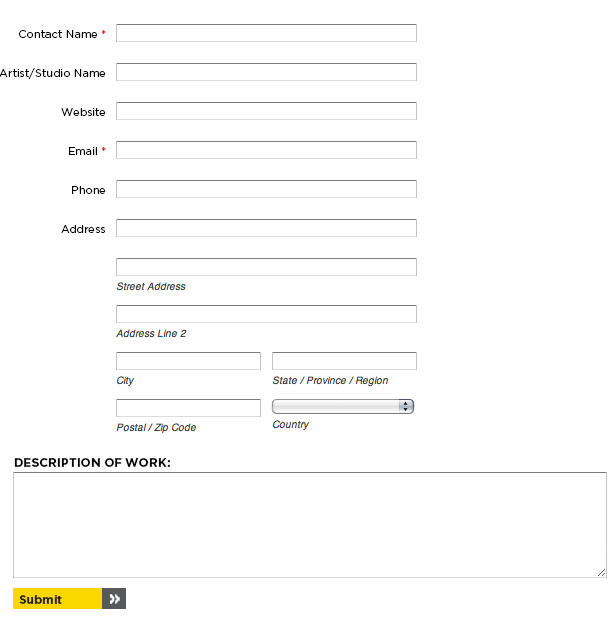 Contact Name *
Artist/Studio Name
Website
Email *
Phone
Address
Street Address
Address Line 2
City State / Province / Region
Postal / Zip Code Country
DESCRIPTION OF WORK:
Submit »